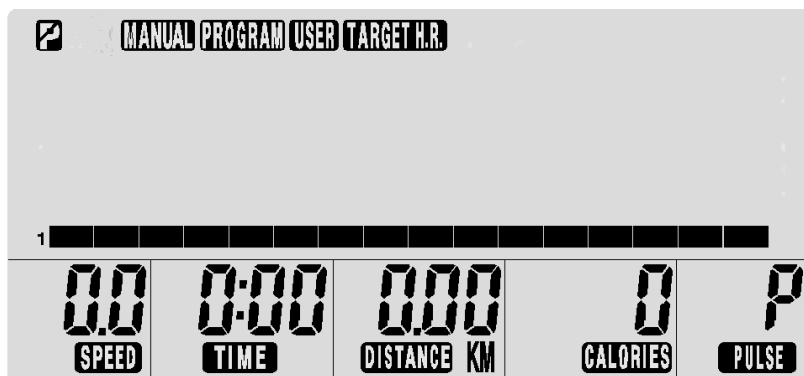 P MANUAL PROGRAM USER TARGET H.R.
1
0.0 0:00 0.00 0 P
SPEED TIME DISTANCE KM CALORIES PULSE